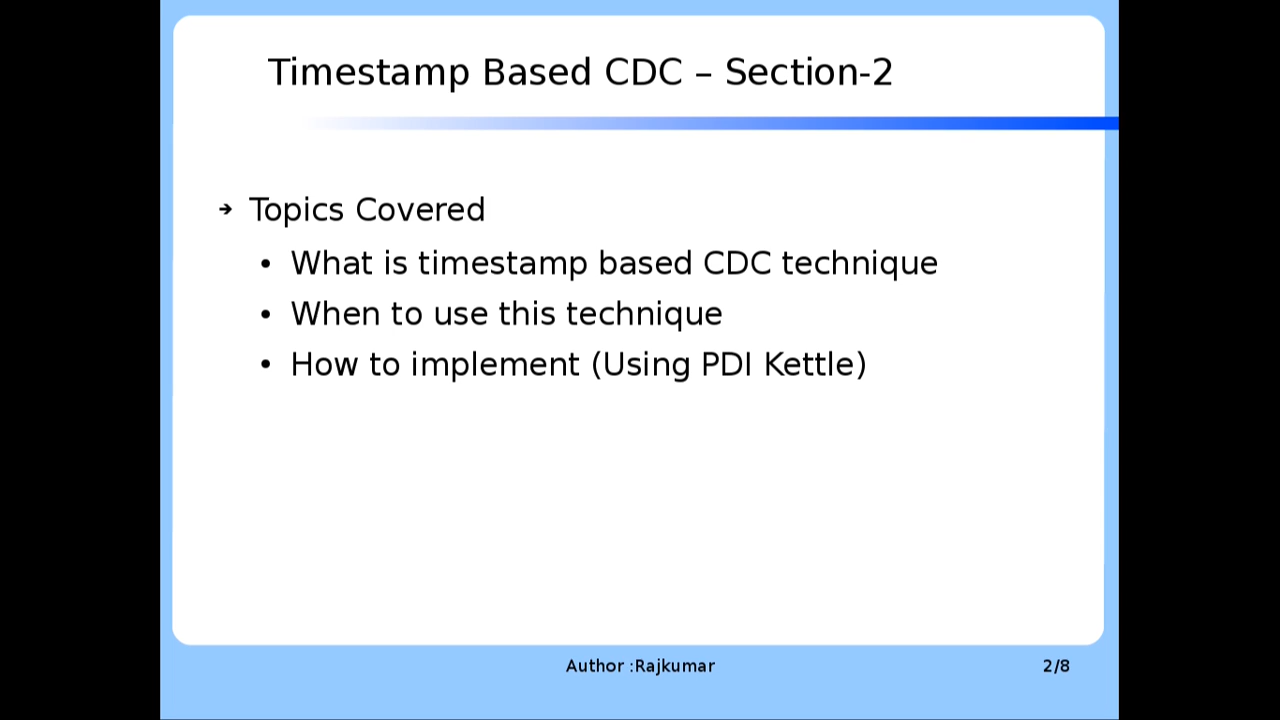 Timestamp Based CDC – Section-2
➔ Topics Covered
• What is timestamp based CDC technique
• When to use this technique
• How to implement (Using PDI Kettle)
Author :Rajkumar
2/8